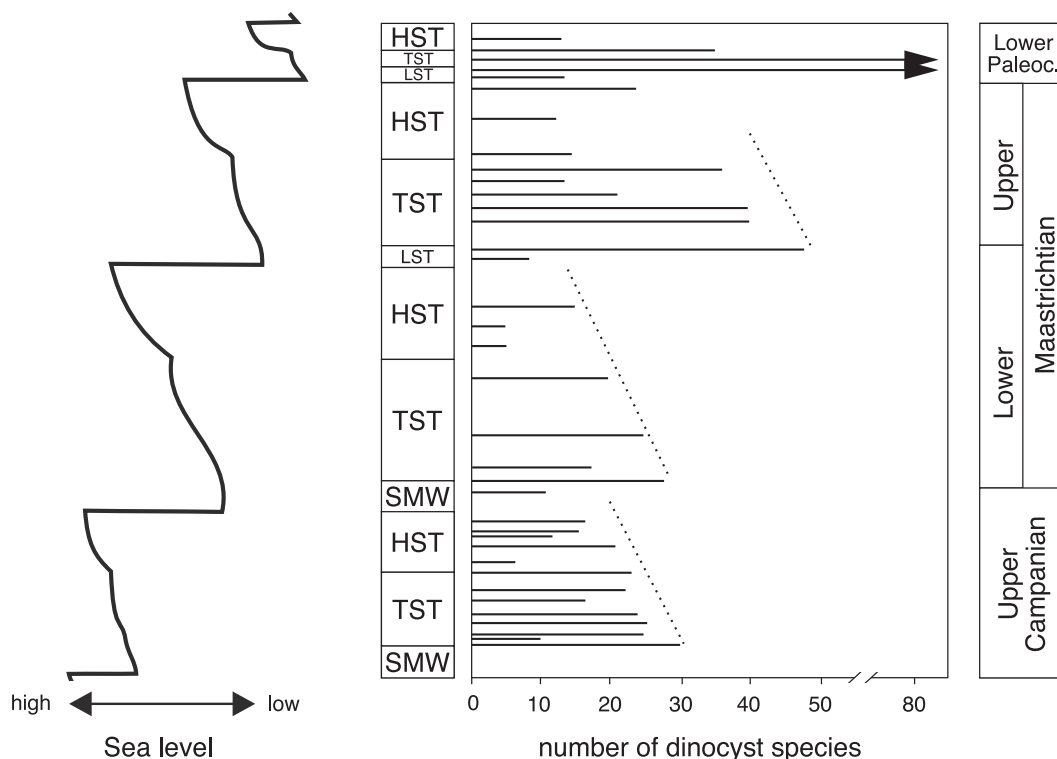 HST
TST
LST
HST
TST
LST
HST
TST
SMW
HST
TST
SMW
Lower
Paleoc.
Upper
Lower
Maastrichtian
Upper
Campanian
high
low
Sea level
0 10 20 30 40 50 80
number of dinocyst species